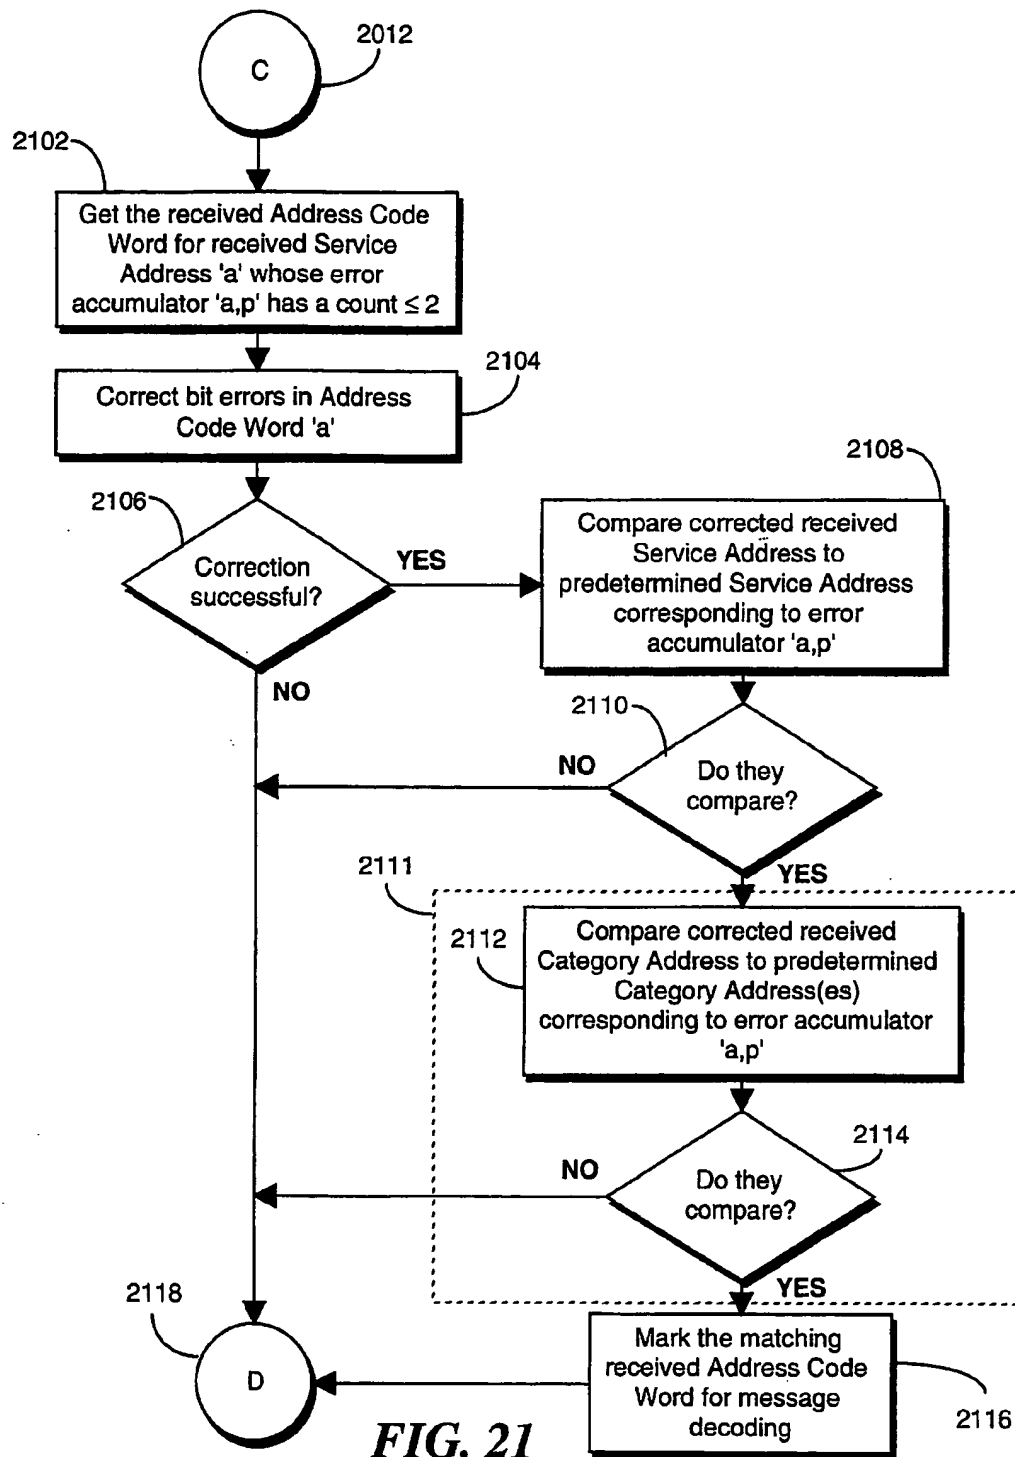 C
2012
2102
Get the received Address Code
Word for received Service
Address 'a' whose error
accumulator 'a,p' has a count ≤ 2
2104
Correct bit errors in Address
Code Word 'a'
2106
Correction
successful?
YES
NO
2108
Compare corrected received
Service Address to
predetermined Service Address
corresponding to error
accumulator 'a,p'
2110
Do they
compare?
NO
YES
2111
2112
Compare corrected received
Category Address to predetermined
Category Address(es)
corresponding to error accumulator
'a,p'
2114
Do they
compare?
NO
YES
2116
Mark the matching
received Address Code
Word for message
decoding
2118
D
FIG. 21